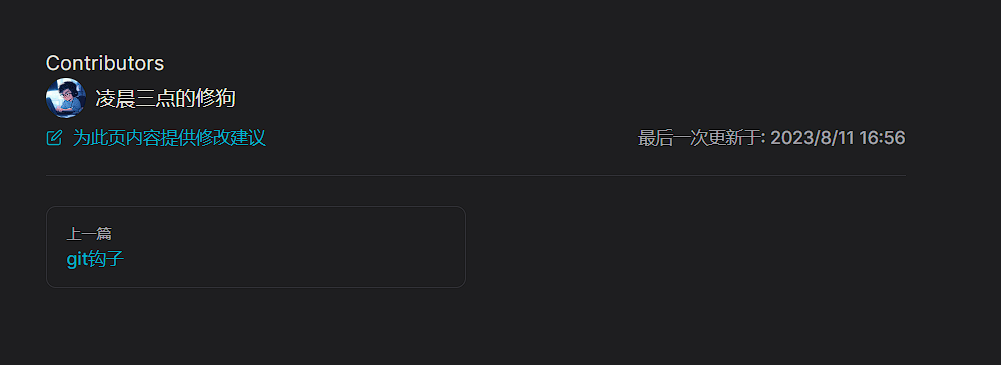 Contributors
凌晨三点的修狗
为此页内容提供修改建议
最后一次更新于: 2023/8/11 16:56
上一篇
git钩子